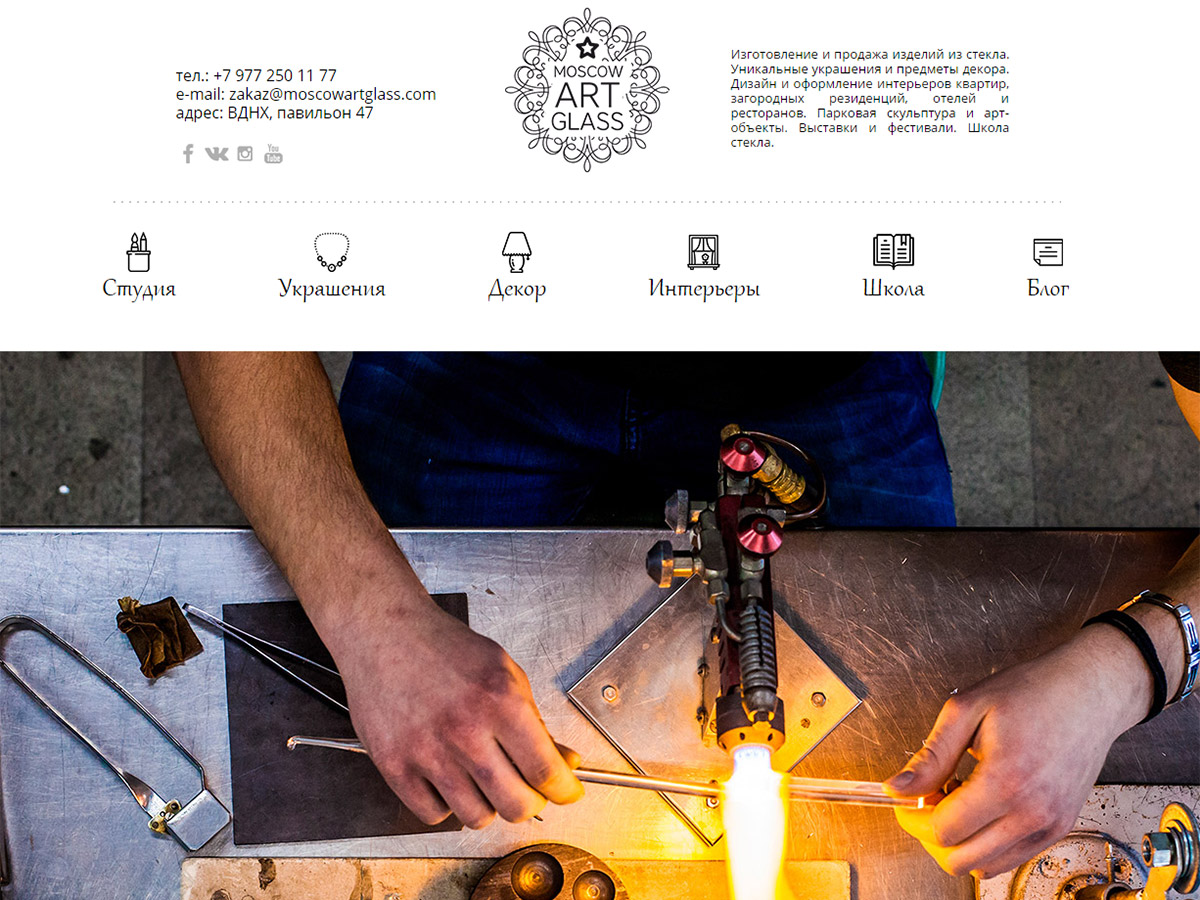 тел.: +7 977 250 11 77
e-mail: zakaz@moscowartglass.com
адрес: ВДНХ, павильон 47
You
Tube
MOSCOW
ART
GLASS
Изготовление и продажа изделий из стекла.
Уникальные украшения и предметы декора.
Дизайн и оформление интерьеров квартир,
загородных резиденций, отелей и
ресторанов. Парковая скульптура и арт-
объекты. Выставки и фестивали. Школа
стекла.
Студия
Украшения
Декор
Интерьеры
Школа
Блог